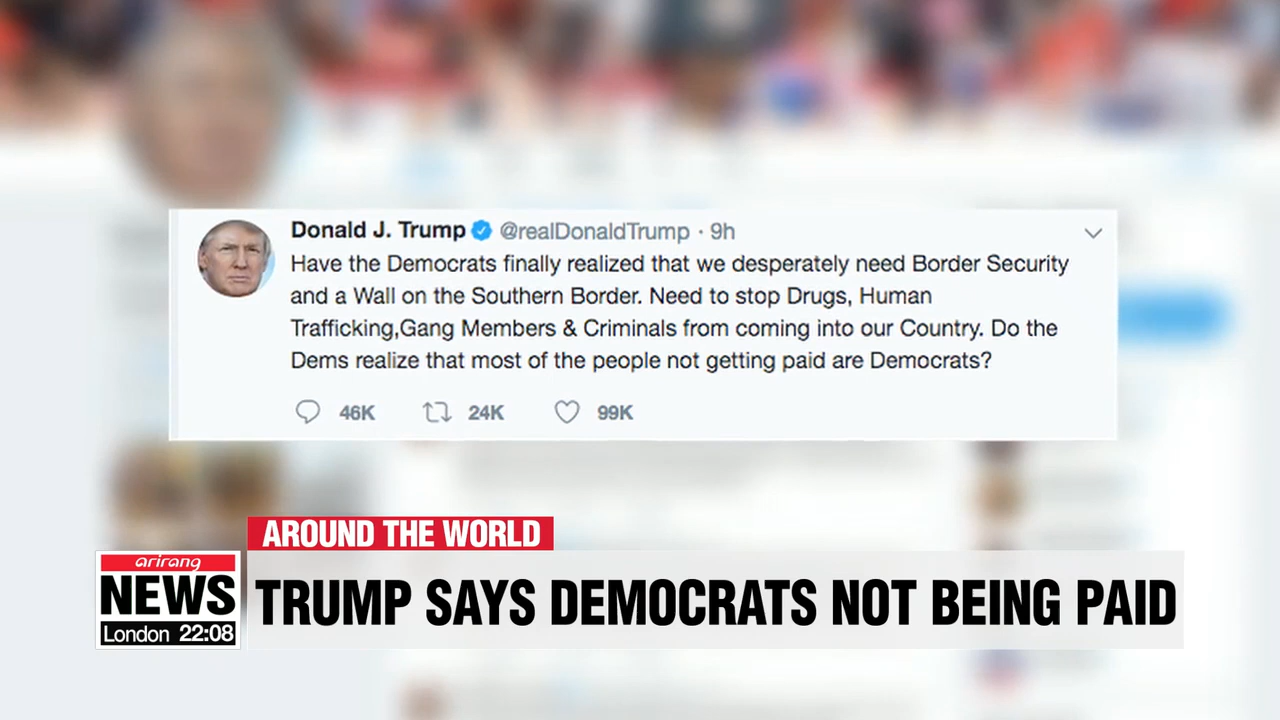 Donald J. Trump @realDonaldTrump · 9h
Have the Democrats finally realized that we desperately need Border Security
and a Wall on the Southern Border. Need to stop Drugs, Human
Trafficking,Gang Members & Criminals from coming into our Country. Do the
Dems realize that most of the people not getting paid are Democrats?
46K 24K 99K
AROUND THE WORLD
arirang
NEWS
London 22:08
TRUMP SAYS DEMOCRATS NOT BEING PAID